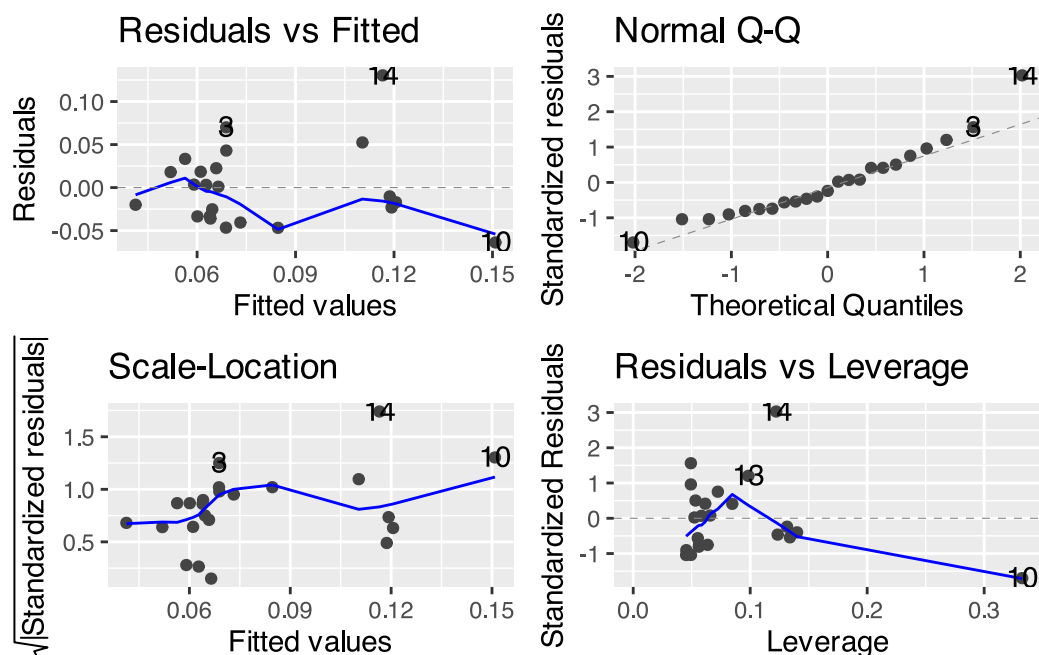 Residuals vs Fitted
Residuals
0.10
0.05
0.00
-0.05
14
3
10
0.06 0.09 0.12 0.15
Fitted values
Normal Q-Q
Standardized residuals
3
2
1
0
-1
14
3
10
-2 -1 0 1 2
Theoretical Quantiles
Scale-Location
√|Standardized residuals|
1.5
1.0
0.5
14
3
10
0.06 0.09 0.12 0.15
Fitted values
Residuals vs Leverage
Standardized Residuals
3
2
1
0
-1
14
13
10
0.0 0.1 0.2 0.3
Leverage